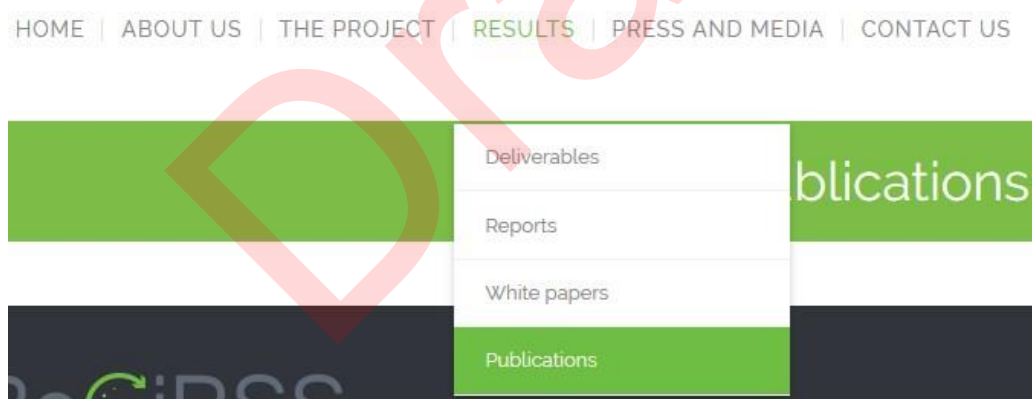 HOME | ABOUT US | THE PROJECT | RESULTS | PRESS AND MEDIA | CONTACT US
Deliverables
blications
Reports
White papers
Publications